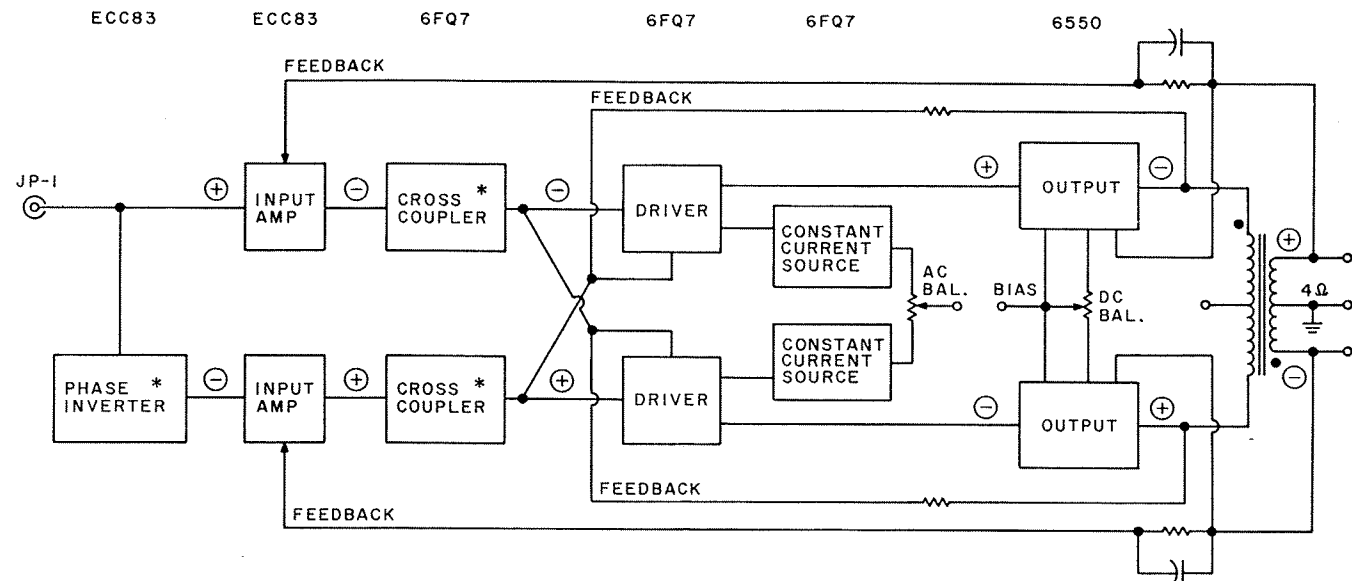 ECC83 ECC83 6FQ7 6FQ7 6FQ7 6550
FEEDBACK
FEEDBACK
JP-1
+ INPUT AMP
− CROSS COUPLER *
− DRIVER
+ OUTPUT −
CONSTANT CURRENT SOURCE
AC BAL.
BIAS
DC BAL.
+
4Ω
−
CONSTANT CURRENT SOURCE
PHASE INVERTER *
− INPUT AMP
+ CROSS COUPLER *
+ DRIVER
− OUTPUT +
FEEDBACK
FEEDBACK